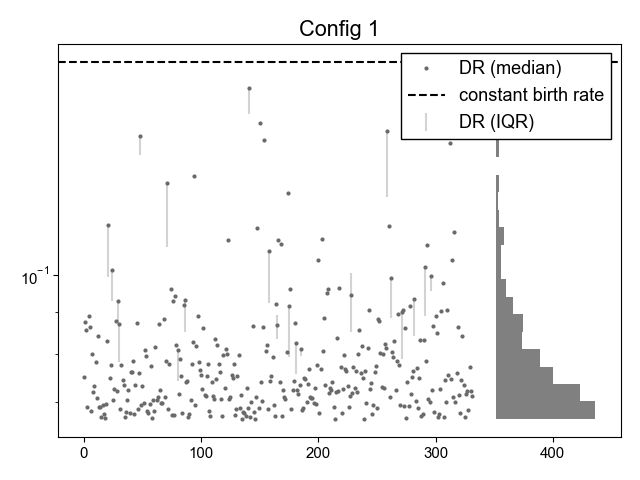 Config 1
DR (median)
constant birth rate
DR (IQR)
10⁻¹
0 100 200 300 400